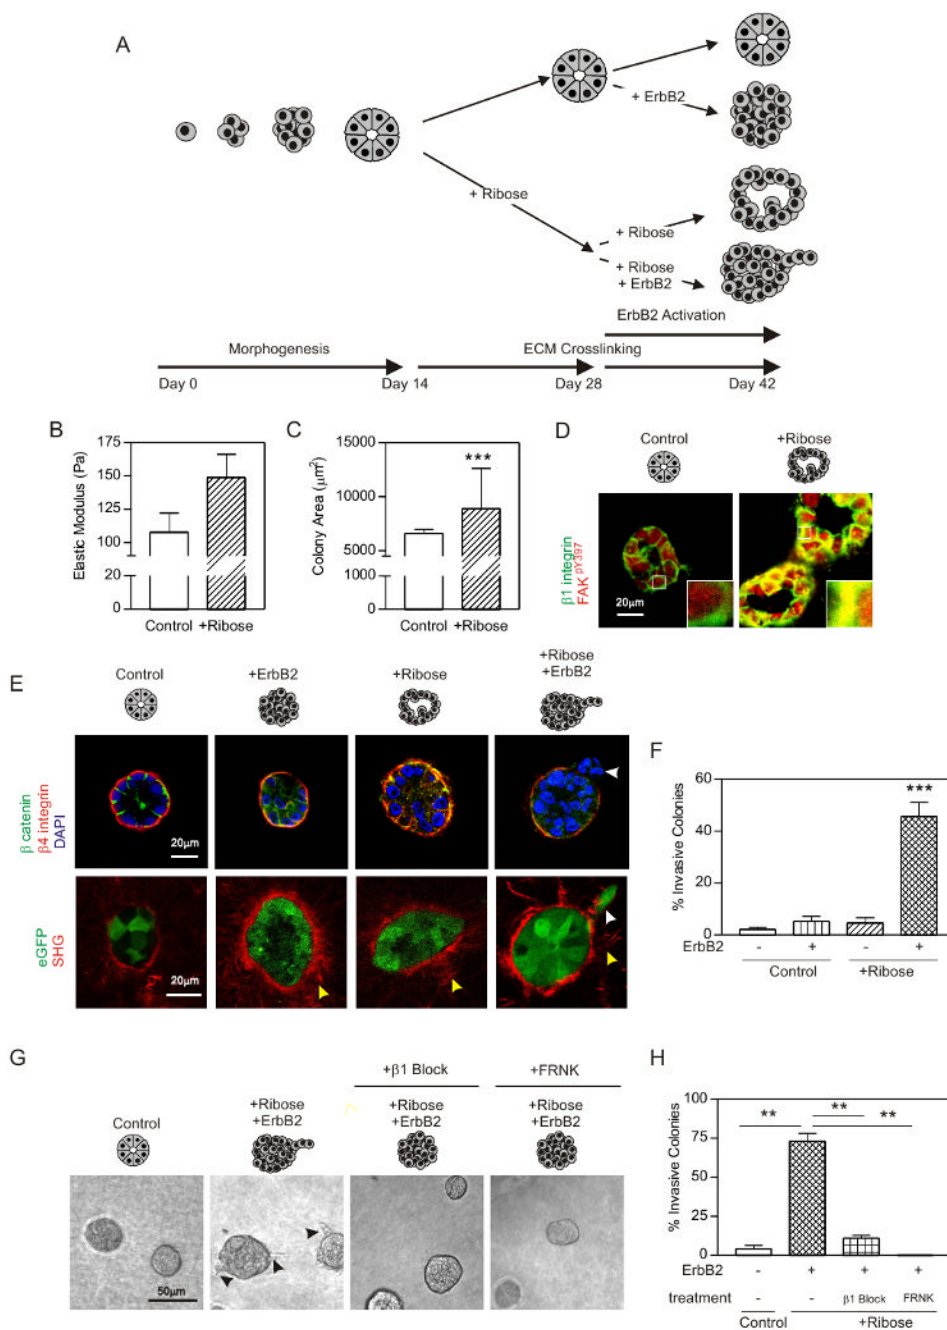 A
+ ErbB2
+ Ribose
+ Ribose
+ Ribose
+ ErbB2
ErbB2 Activation
Morphogenesis
ECM Crosslinking
Day 0
Day 14
Day 28
Day 42
B
Elastic Modulus (Pa)
175
150
125
100
20
0
Control +Ribose
C
Colony Area (μm²)
15000
10000
5000
1000
0
***
Control +Ribose
D
Control
+Ribose
β1 integrin
FAK pY397
20μm
E
Control
+ErbB2
+Ribose
+Ribose
+ErbB2
β catenin
β4 integrin
DAPI
20μm
eGFP
SHG
20μm
F
% Invasive Colonies
60
40
20
0
***
ErbB2 - + - +
Control +Ribose
G
+β1 Block
+FRNK
Control
+Ribose
+ErbB2
+Ribose
+ErbB2
+Ribose
+ErbB2
50μm
H
% Invasive Colonies
100
75
50
25
0
** ** **
ErbB2 - + + +
treatment - - β1 Block FRNK
Control +Ribose